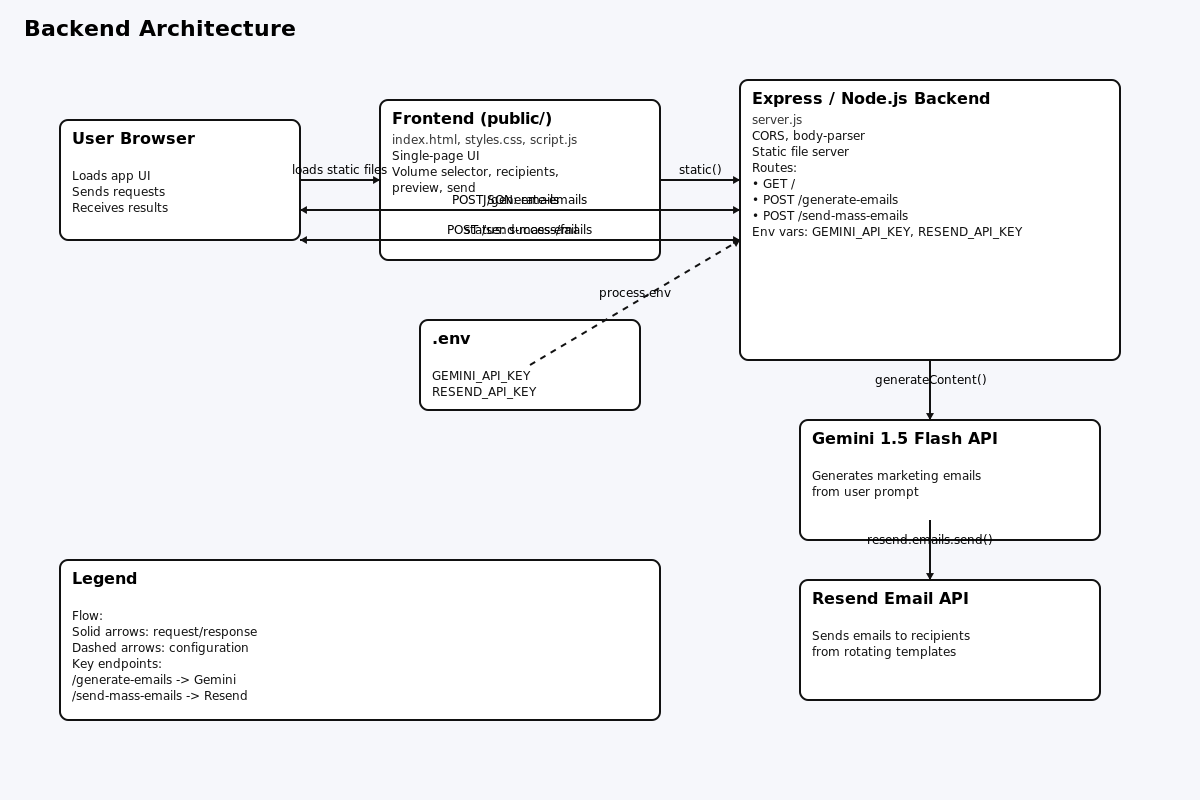 Backend Architecture
User Browser
Loads app UI
Sends requests
Receives results
loads static files
Frontend (public/)
index.html, styles.css, script.js
Single-page UI
Volume selector, recipients,
preview, send
POST /generate-emails
JSON: emails
POST /send-mass-emails
status: success/fail
static()
Express / Node.js Backend
server.js
CORS, body-parser
Static file server
Routes:
• GET /
• POST /generate-emails
• POST /send-mass-emails
Env vars: GEMINI_API_KEY, RESEND_API_KEY
process.env
.env
GEMINI_API_KEY
RESEND_API_KEY
generateContent()
Gemini 1.5 Flash API
Generates marketing emails
from user prompt
resend.emails.send()
Resend Email API
Sends emails to recipients
from rotating templates
Legend
Flow:
Solid arrows: request/response
Dashed arrows: configuration
Key endpoints:
/generate-emails -> Gemini
/send-mass-emails -> Resend